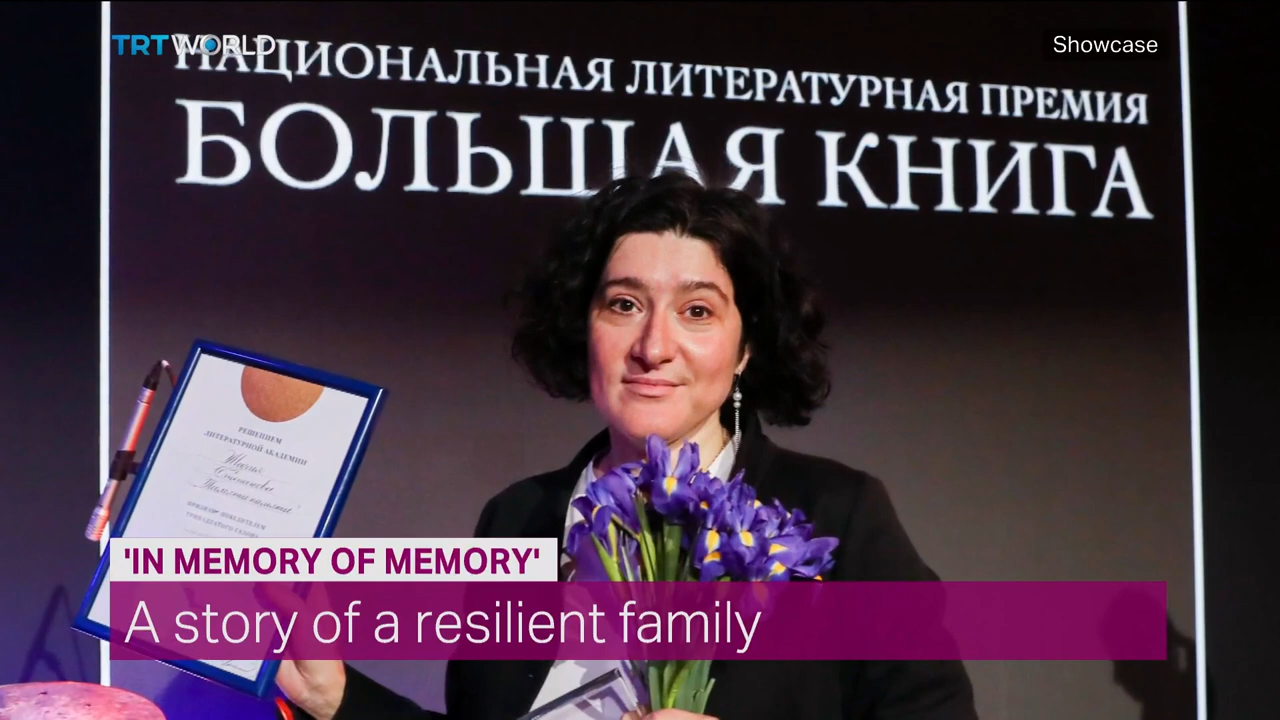 TRT WORLD
Showcase
НАЦИОНАЛЬНАЯ ЛИТЕРАТУРНАЯ ПРЕМИЯ
БОЛЬШАЯ КНИГА
РЕШЕНИЕМ
ЛИТЕРАТУРНОЙ АКАДЕМИИ
'IN MEMORY OF MEMORY'
A story of a resilient family